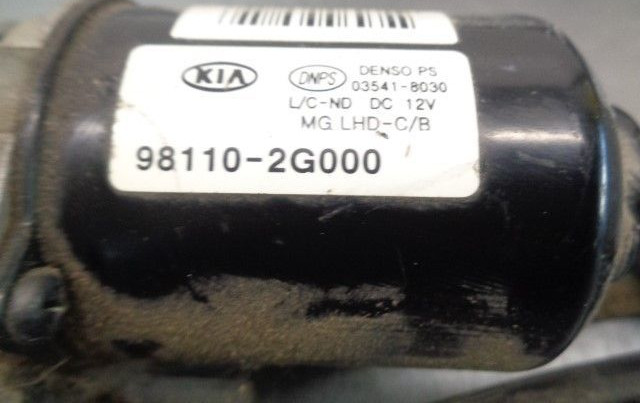 KIA DNPS DENSO PS
03541-8030
L/C-ND DC 12V
MG LHD-C/B
98110-2G000